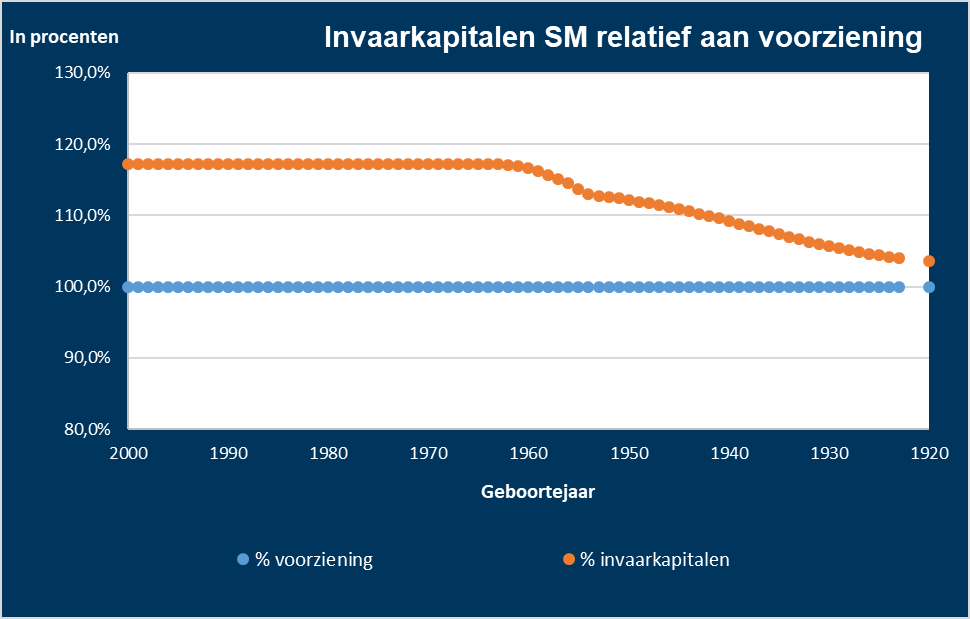 In procenten
Invaarkapitalen SM relatief aan voorziening
130,0%
120,0%
110,0%
100,0%
90,0%
80,0%
2000 1990 1980 1970 1960 1950 1940 1930 1920
Geboortejaar
% voorziening % invaarkapitalen